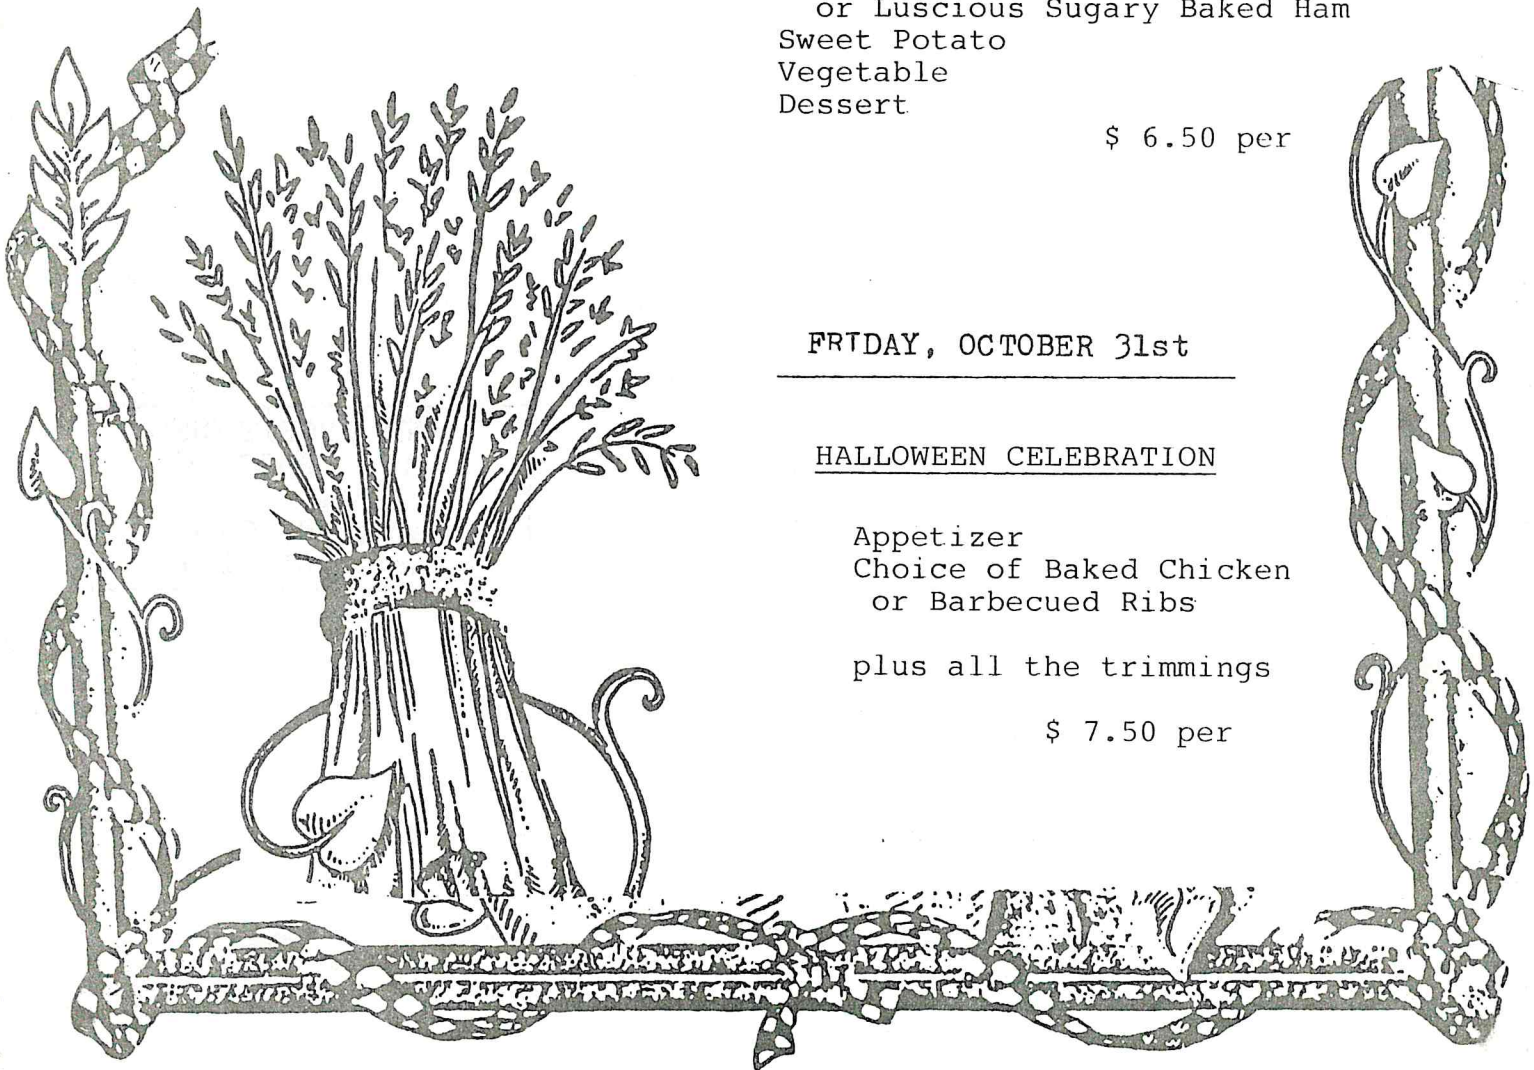 or Luscious Sugary Baked Ham
Sweet Potato
Vegetable
Dessert
$ 6.50 per
FRIDAY, OCTOBER 31st
HALLOWEEN CELEBRATION
Appetizer
Choice of Baked Chicken
or Barbecued Ribs
plus all the trimmings
$ 7.50 per